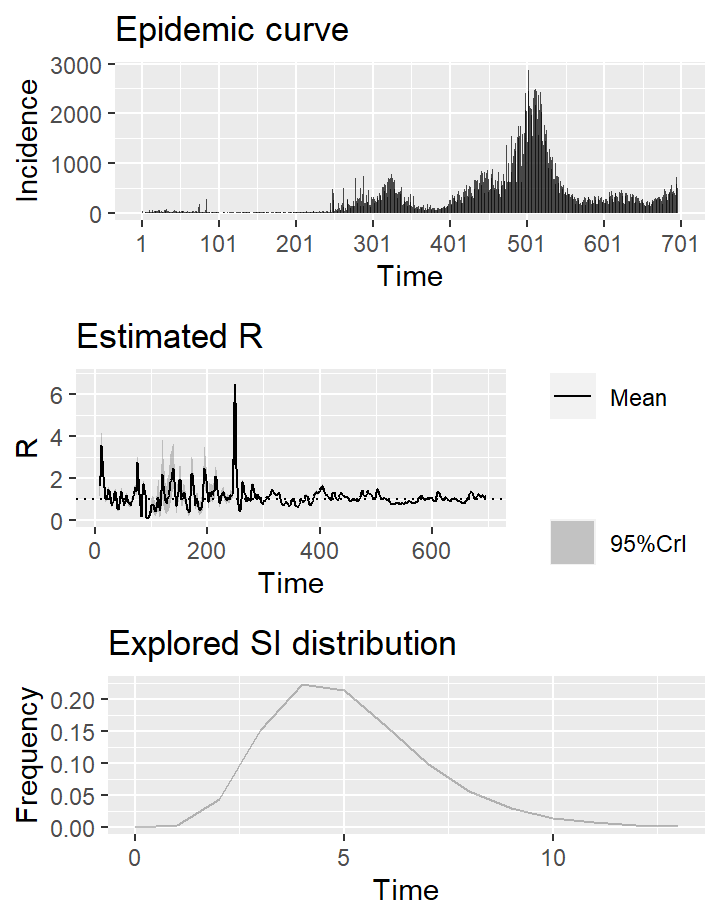 Epidemic curve
3000
2000
1000
0
Incidence
1 101 201 301 401 501 601 701
Time
Estimated R
6
4
2
0
R
0 200 400 600
Time
Mean
95%CrI
Explored SI distribution
0.20
0.15
0.10
0.05
0.00
Frequency
0 5 10
Time